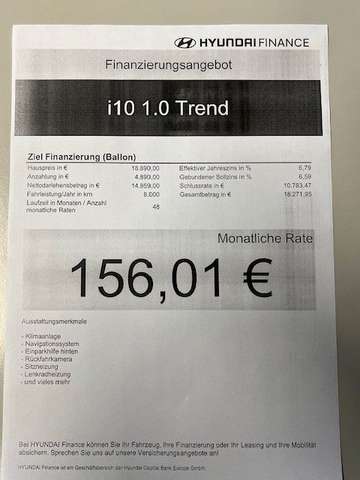 HYUNDAI FINANCE
Finanzierungsangebot
i10 1.0 Trend
Ziel Finanzierung (Ballon)
Hauspreis in € Effektiver Jahreszins in % 6,79
Anzahlung in € 4.890,00 Gebundener Sollzins in % 6,59
Nettodarlehensbetrag in € 14.859,00 Schlussrate in € 10.783,47
Fahrleistung/Jahr in km 8.000 Gesamtbetrag in € 18.271,95
Laufzeit in Monaten / Anzahl
monatliche Raten 48
Monatliche Rate
156,01 €
Ausstattungsmerkmale
- Klimaanlage
- Navigationssystem
- Einparkhilfe hinten
- Rückfahrkamera
- Sitzheizung
- Lenkradheizung
- und vieles mehr
Bei HYUNDAI Finance können Sie Ihr Fahrzeug, Ihre Finanzierung oder Ihr Leasing und Ihre Mobilität
absichern. Sprechen Sie uns auf unsere Versicherungsangebote an!
HYUNDAI Finance ist ein Geschäftsbereich der Hyundai Capital Bank Europe GmbH.